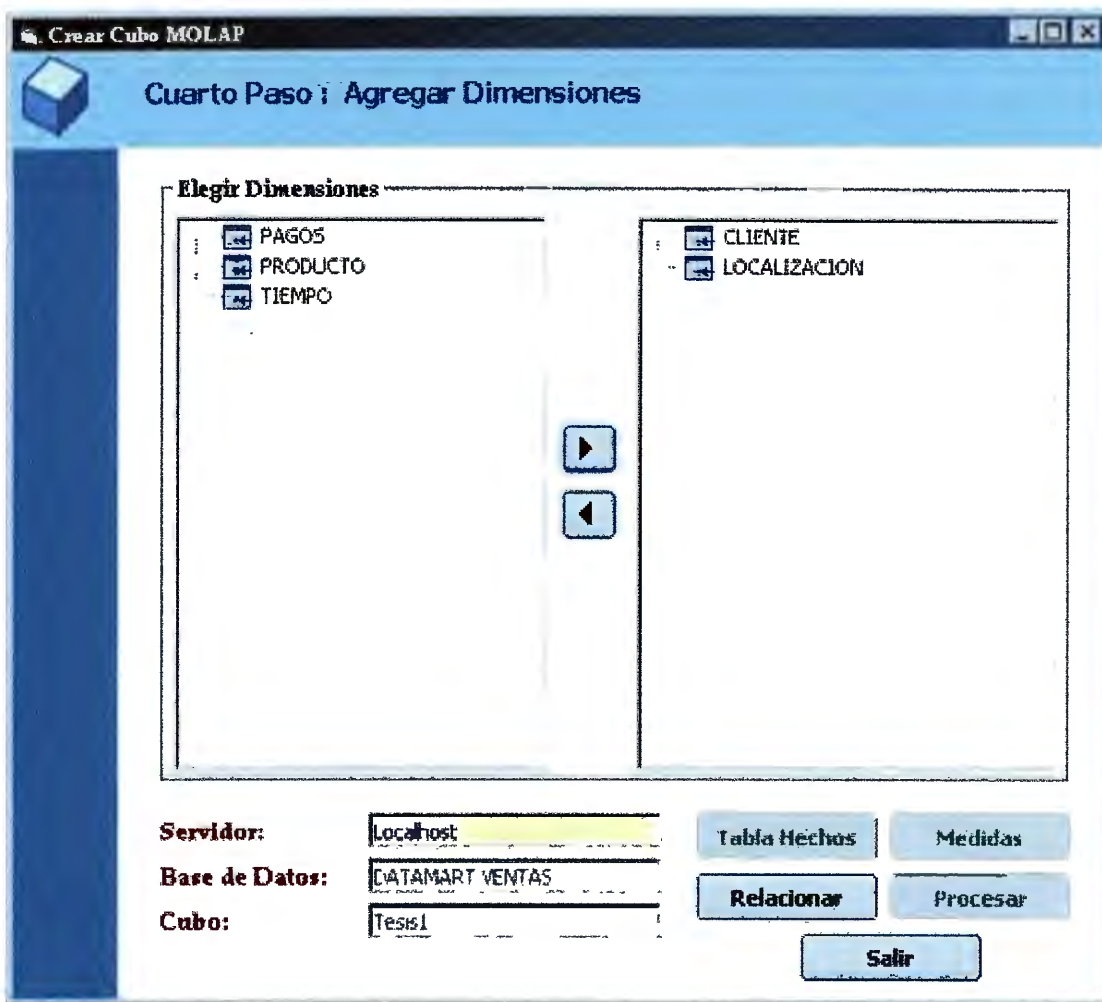 Crear Cubo MOLAP
Cuarto Paso : Agregar Dimensiones
Elegir Dimensiones
PAGOS
PRODUCTO
TIEMPO
CLIENTE
LOCALIZACION
Servidor: Localhost
Base de Datos: DATAMART VENTAS
Cubo: Tesis1
Tabla Hechos Medidas
Relacionar Procesar
Salir